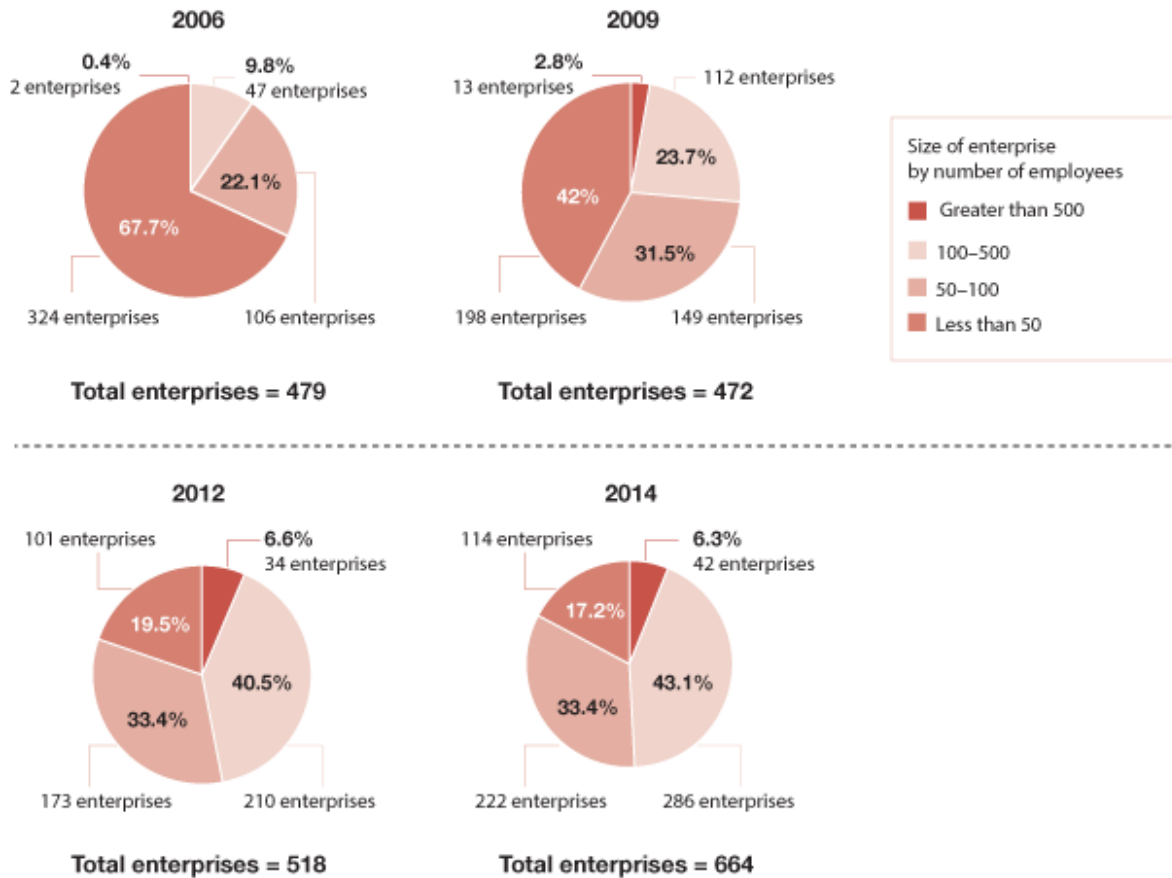 2006
0.4%
2 enterprises
9.8%
47 enterprises
22.1%
67.7%
324 enterprises
106 enterprises
Total enterprises = 479
2009
2.8%
13 enterprises
112 enterprises
23.7%
42%
31.5%
198 enterprises
149 enterprises
Total enterprises = 472
Size of enterprise
by number of employees
Greater than 500
100–500
50–100
Less than 50
2012
101 enterprises
6.6%
34 enterprises
19.5%
40.5%
33.4%
173 enterprises
210 enterprises
Total enterprises = 518
2014
114 enterprises
6.3%
42 enterprises
17.2%
43.1%
33.4%
222 enterprises
286 enterprises
Total enterprises = 664